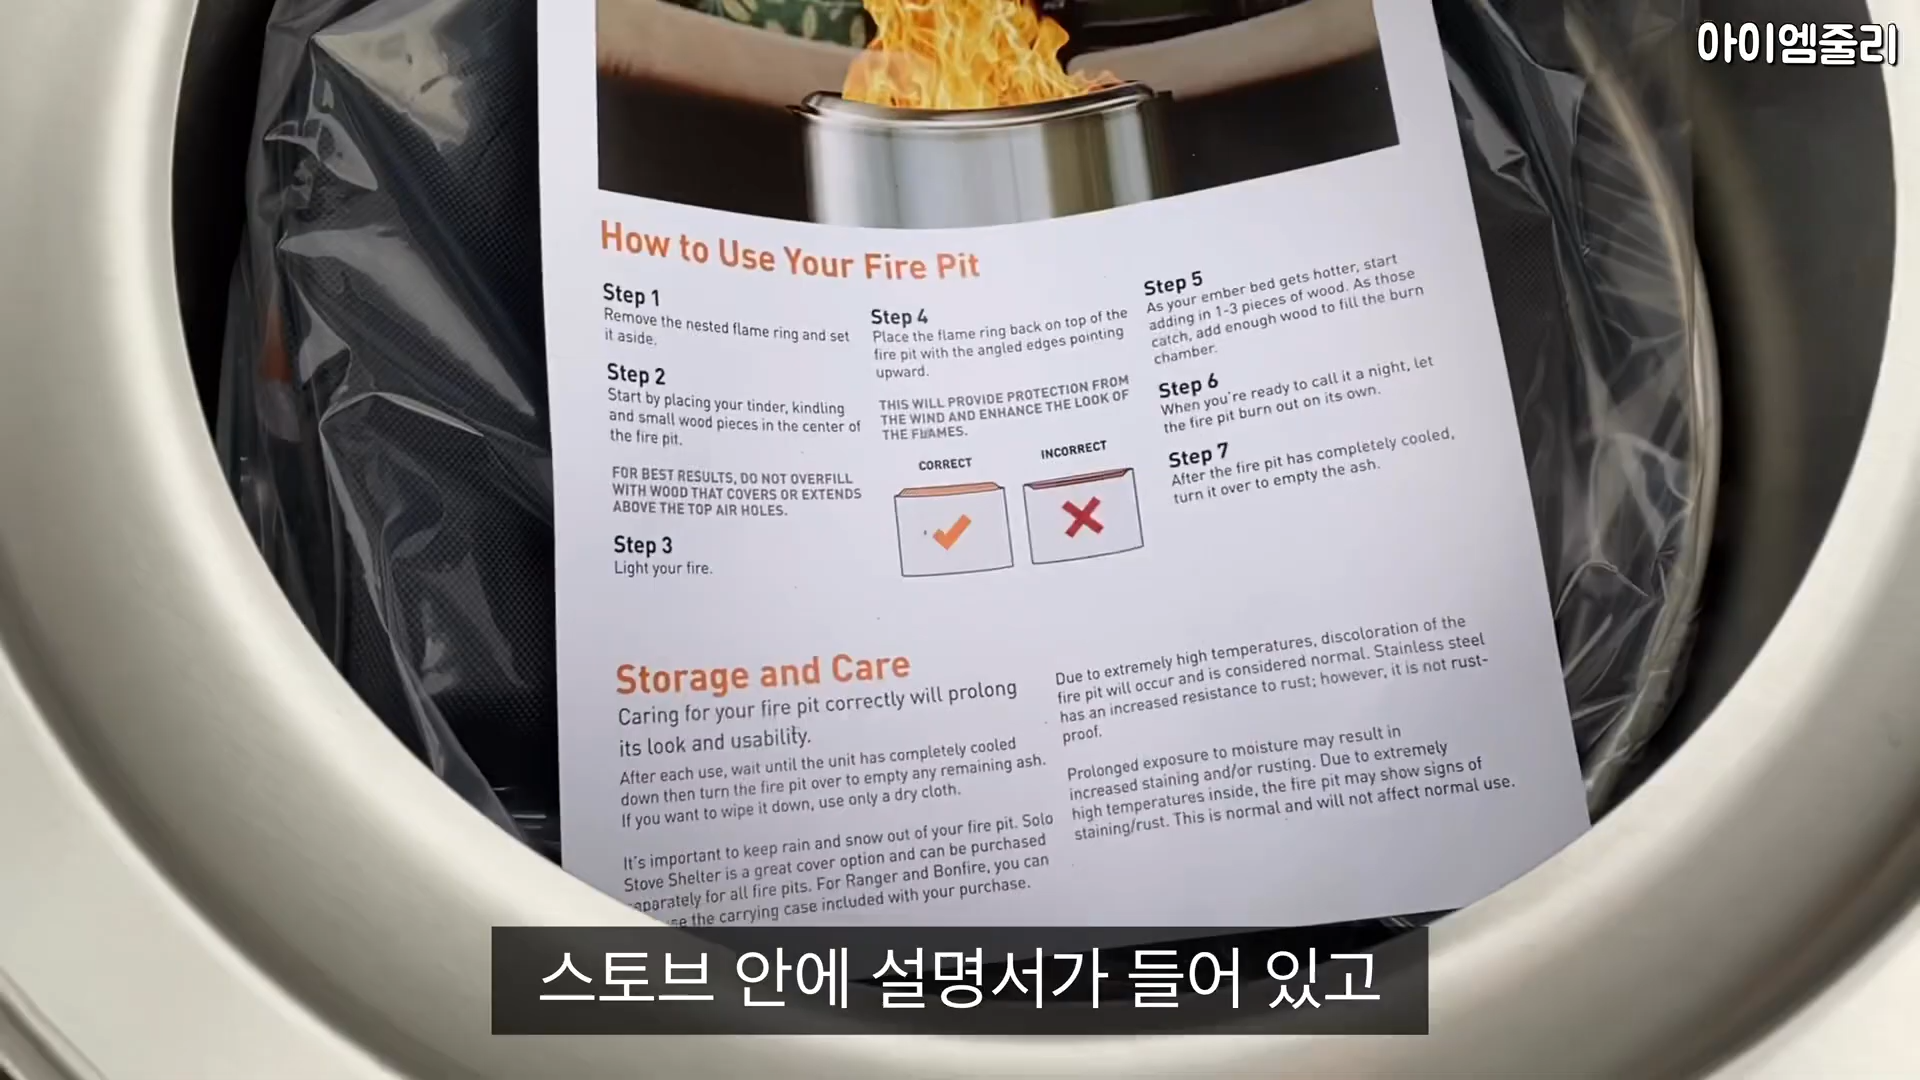 아이엠줄리
How to Use Your Fire Pit
Step 1
Remove the nested flame ring and set
it aside.
Step 2
Start by placing your tinder, kindling
and small wood pieces in the center of
the fire pit.
FOR BEST RESULTS, DO NOT OVERFILL
WITH WOOD THAT COVERS OR EXTENDS
ABOVE THE TOP AIR HOLES.
Step 3
Light your fire.
Step 4
Place the flame ring back on top of the
fire pit with the angled edges pointing
upward.
THIS WILL PROVIDE PROTECTION FROM
THE WIND AND ENHANCE THE LOOK OF
THE FLAMES.
CORRECT
INCORRECT
Step 5
As your ember bed gets hotter, start
adding in 1-3 pieces of wood. As those
catch, add enough wood to fill the burn
chamber.
Step 6
When you're ready to call it a night, let
the fire pit burn out on its own.
Step 7
After the fire pit has completely cooled,
turn it over to empty the ash.
Storage and Care
Caring for your fire pit correctly will prolong
its look and usability.
After each use, wait until the unit has completely cooled
down then turn the fire pit over to empty any remaining ash.
If you want to wipe it down, use only a dry cloth.
It's important to keep rain and snow out of your fire pit. Solo
Stove Shelter is a great cover option and can be purchased
eparately for all fire pits. For Ranger and Bonfire, you can
the carrying case included with your purchase.
Due to extremely high temperatures, discoloration of the
fire pit will occur and is considered normal. Stainless steel
has an increased resistance to rust; however, it is not rust-
proof.
Prolonged exposure to moisture may result in
increased staining and/or rusting. Due to extremely
high temperatures inside, the fire pit may show signs of
staining/rust. This is normal and will not affect normal use.
스토브 안에 설명서가 들어 있고